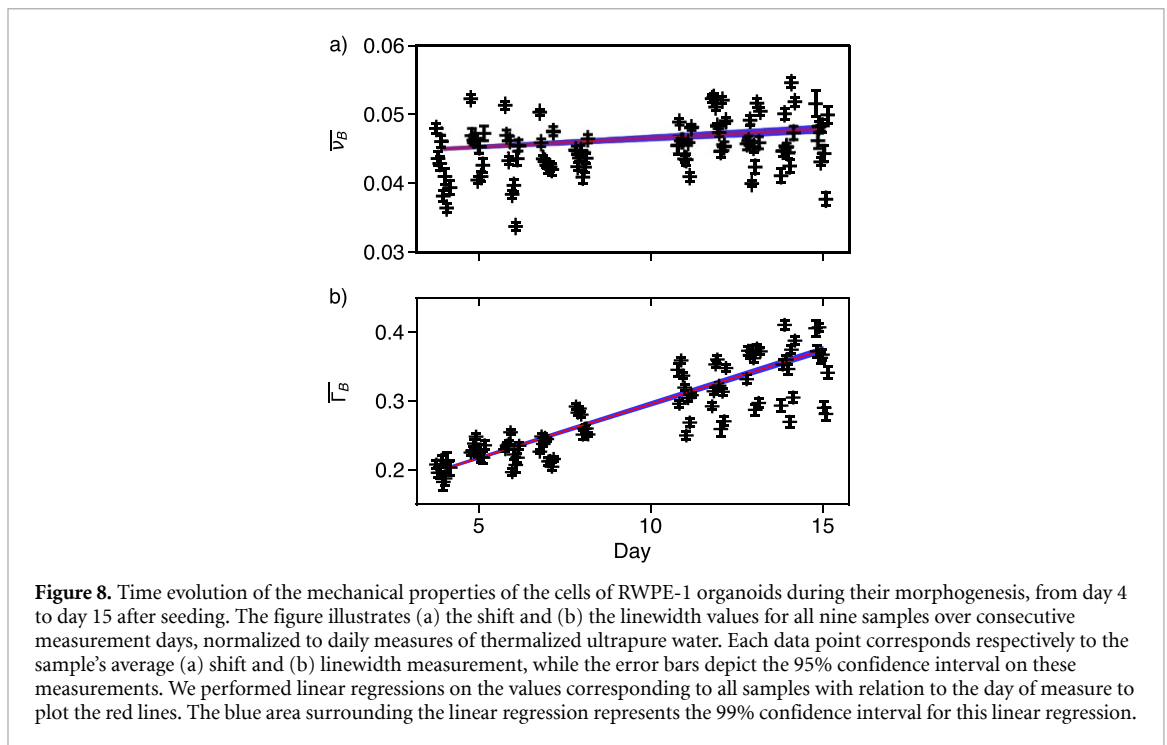 a)
0.06
0.05
0.04
0.03
ν̅_B
b)
0.4
0.3
0.2
Γ̅_B
5
10
15
Day
Figure 8. Time evolution of the mechanical properties of the cells of RWPE-1 organoids during their morphogenesis, from day 4
to day 15 after seeding. The figure illustrates (a) the shift and (b) the linewidth values for all nine samples over consecutive
measurement days, normalized to daily measures of thermalized ultrapure water. Each data point corresponds respectively to the
sample's average (a) shift and (b) linewidth measurement, while the error bars depict the 95% confidence interval on these
measurements. We performed linear regressions on the values corresponding to all samples with relation to the day of measure to
plot the red lines. The blue area surrounding the linear regression represents the 99% confidence interval for this linear regression.